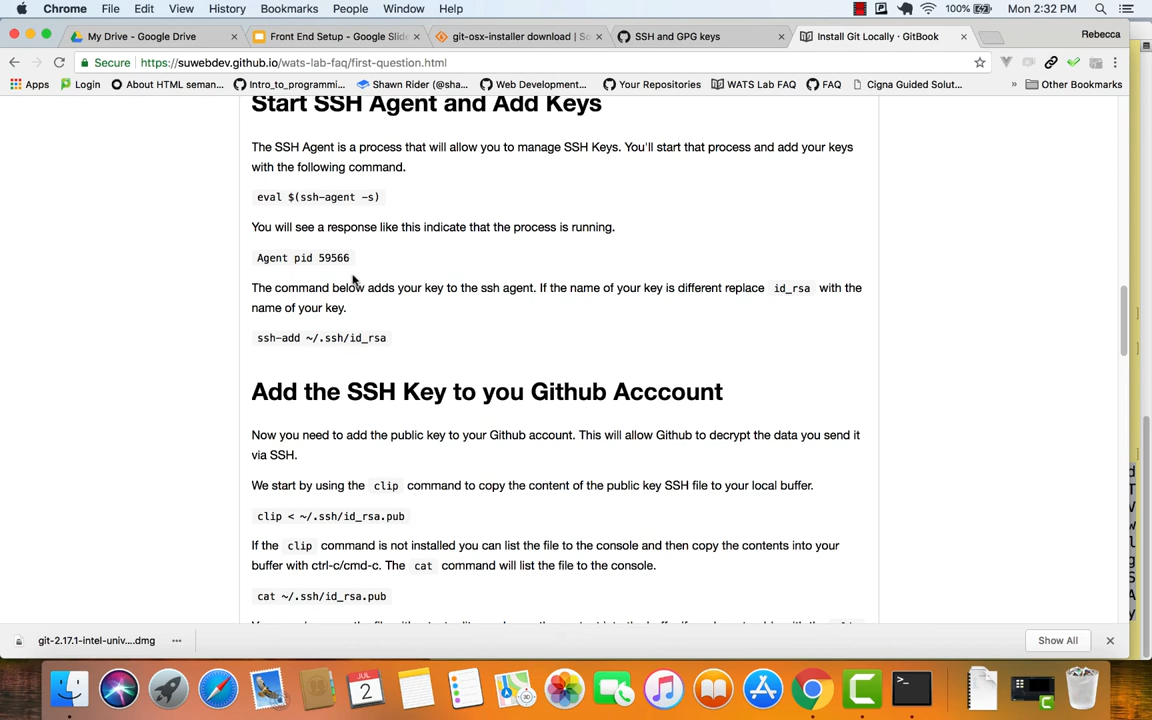 Chrome File Edit View History Bookmarks People Window Help 100% Mon 2:32 PM
My Drive - Google Drive Front End Setup - Google Slide git-osx-installer download | So SSH and GPG keys Install Git Locally · GitBook Rebecca
Secure https://suwebdev.github.io/wats-lab-faq/first-question.html
Apps Login About HTML seman... Intro_to_programmi... Shawn Rider (@sha... Web Development... Your Repositories WATS Lab FAQ FAQ Cigna Guided Solut... » Other Bookmarks
Start SSH Agent and Add Keys
The SSH Agent is a process that will allow you to manage SSH Keys. You'll start that process and add your keys
with the following command.
eval $(ssh-agent -s)
You will see a response like this indicate that the process is running.
Agent pid 59566
The command below adds your key to the ssh agent. If the name of your key is different replace id_rsa with the
name of your key.
ssh-add ~/.ssh/id_rsa
Add the SSH Key to you Github Acccount
Now you need to add the public key to your Github account. This will allow Github to decrypt the data you send it
via SSH.
We start by using the clip command to copy the content of the public key SSH file to your local buffer.
clip < ~/.ssh/id_rsa.pub
If the clip command is not installed you can list the file to the console and then copy the contents into your
buffer with ctrl-c/cmd-c. The cat command will list the file to the console.
cat ~/.ssh/id_rsa.pub
git-2.17.1-intel-univ....dmg Show All
JUL
2